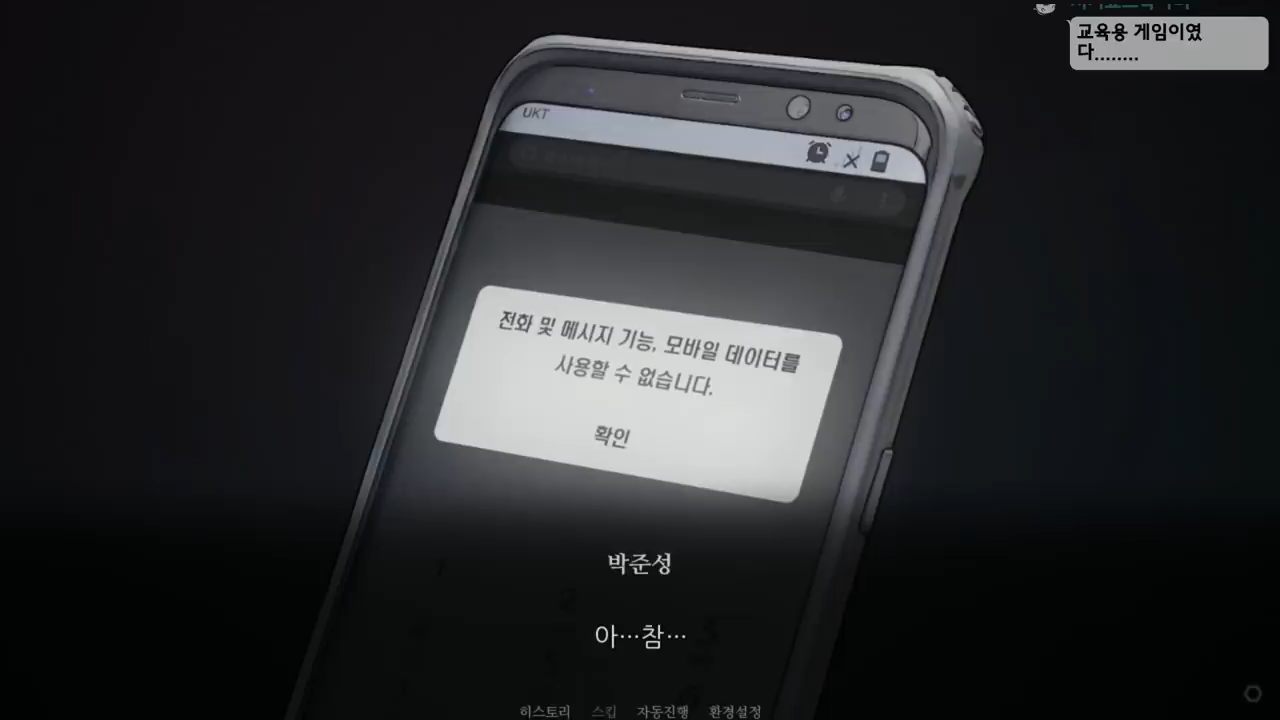 교육용 게임이였
다........
UKT
전화 및 메시지 기능, 모바일 데이터를
사용할 수 없습니다.
확인
박준성
아…참…
히스토리 스킵 자동진행 환경설정